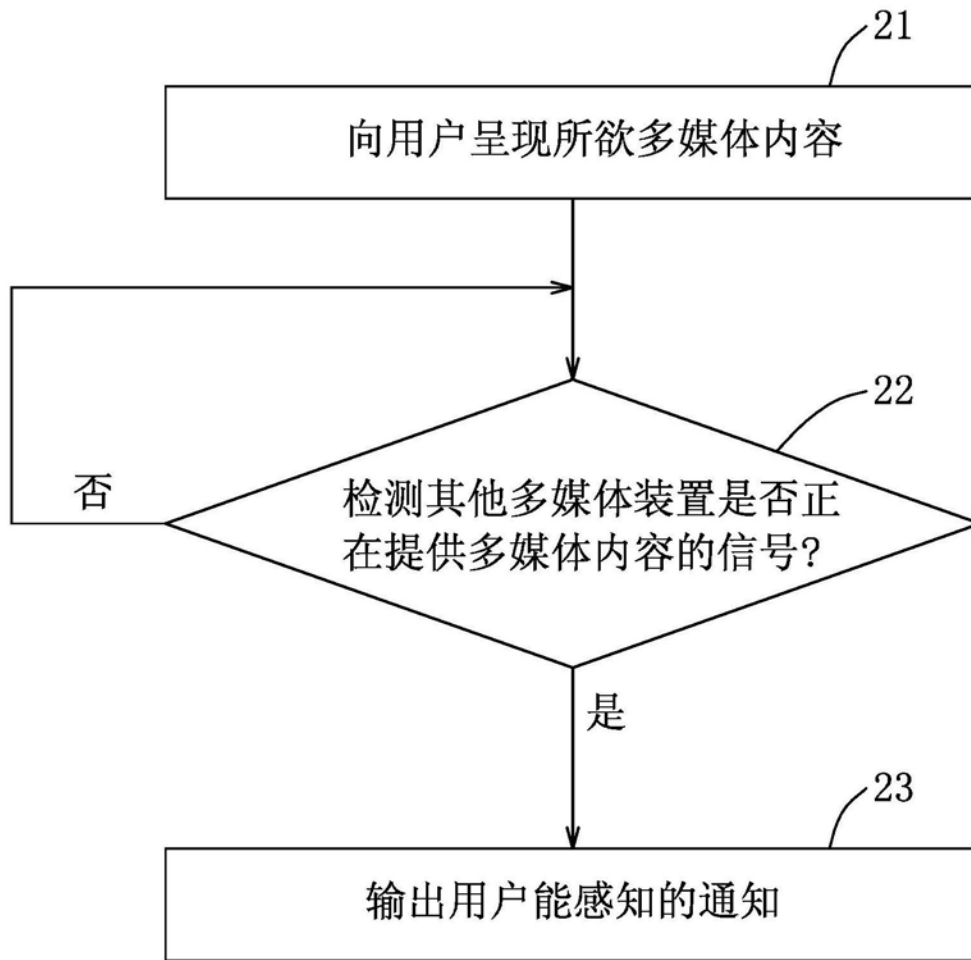 21
向用户呈现所欲多媒体内容
22
否
检测其他多媒体装置是否正
在提供多媒体内容的信号?
是
23
输出用户能感知的通知